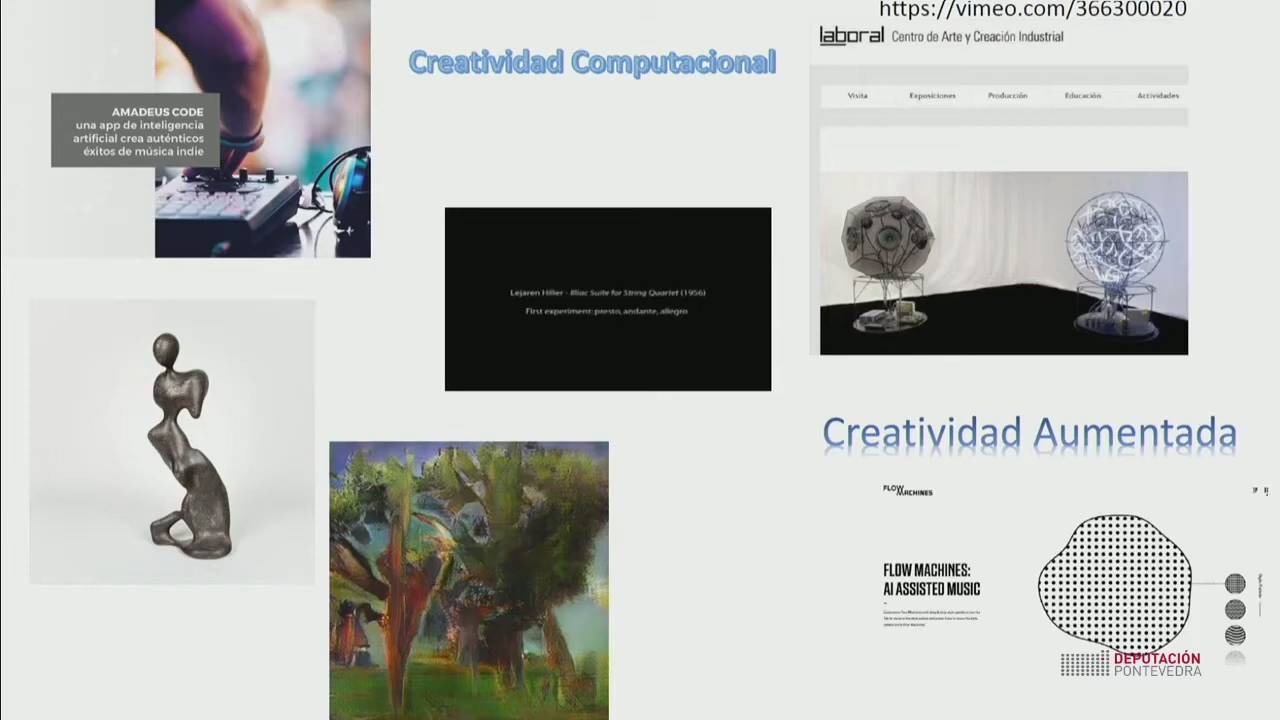 https://vimeo.com/366300020
laboral Centro de Arte y Creación Industrial
Creatividad Computacional
Visita Exposiciones Producción Educación Actividades
AMADEUS CODE
una app de inteligencia
artificial crea auténticos
éxitos de música indie
Lejaren Hiller - Illiac Suite for String Quartet (1956)
First experiment: presto, andante, allegro
Creatividad Aumentada
FLOW
MACHINES
FLOW MACHINES:
AI ASSISTED MUSIC
DEPUTACIÓN
PONTEVEDRA